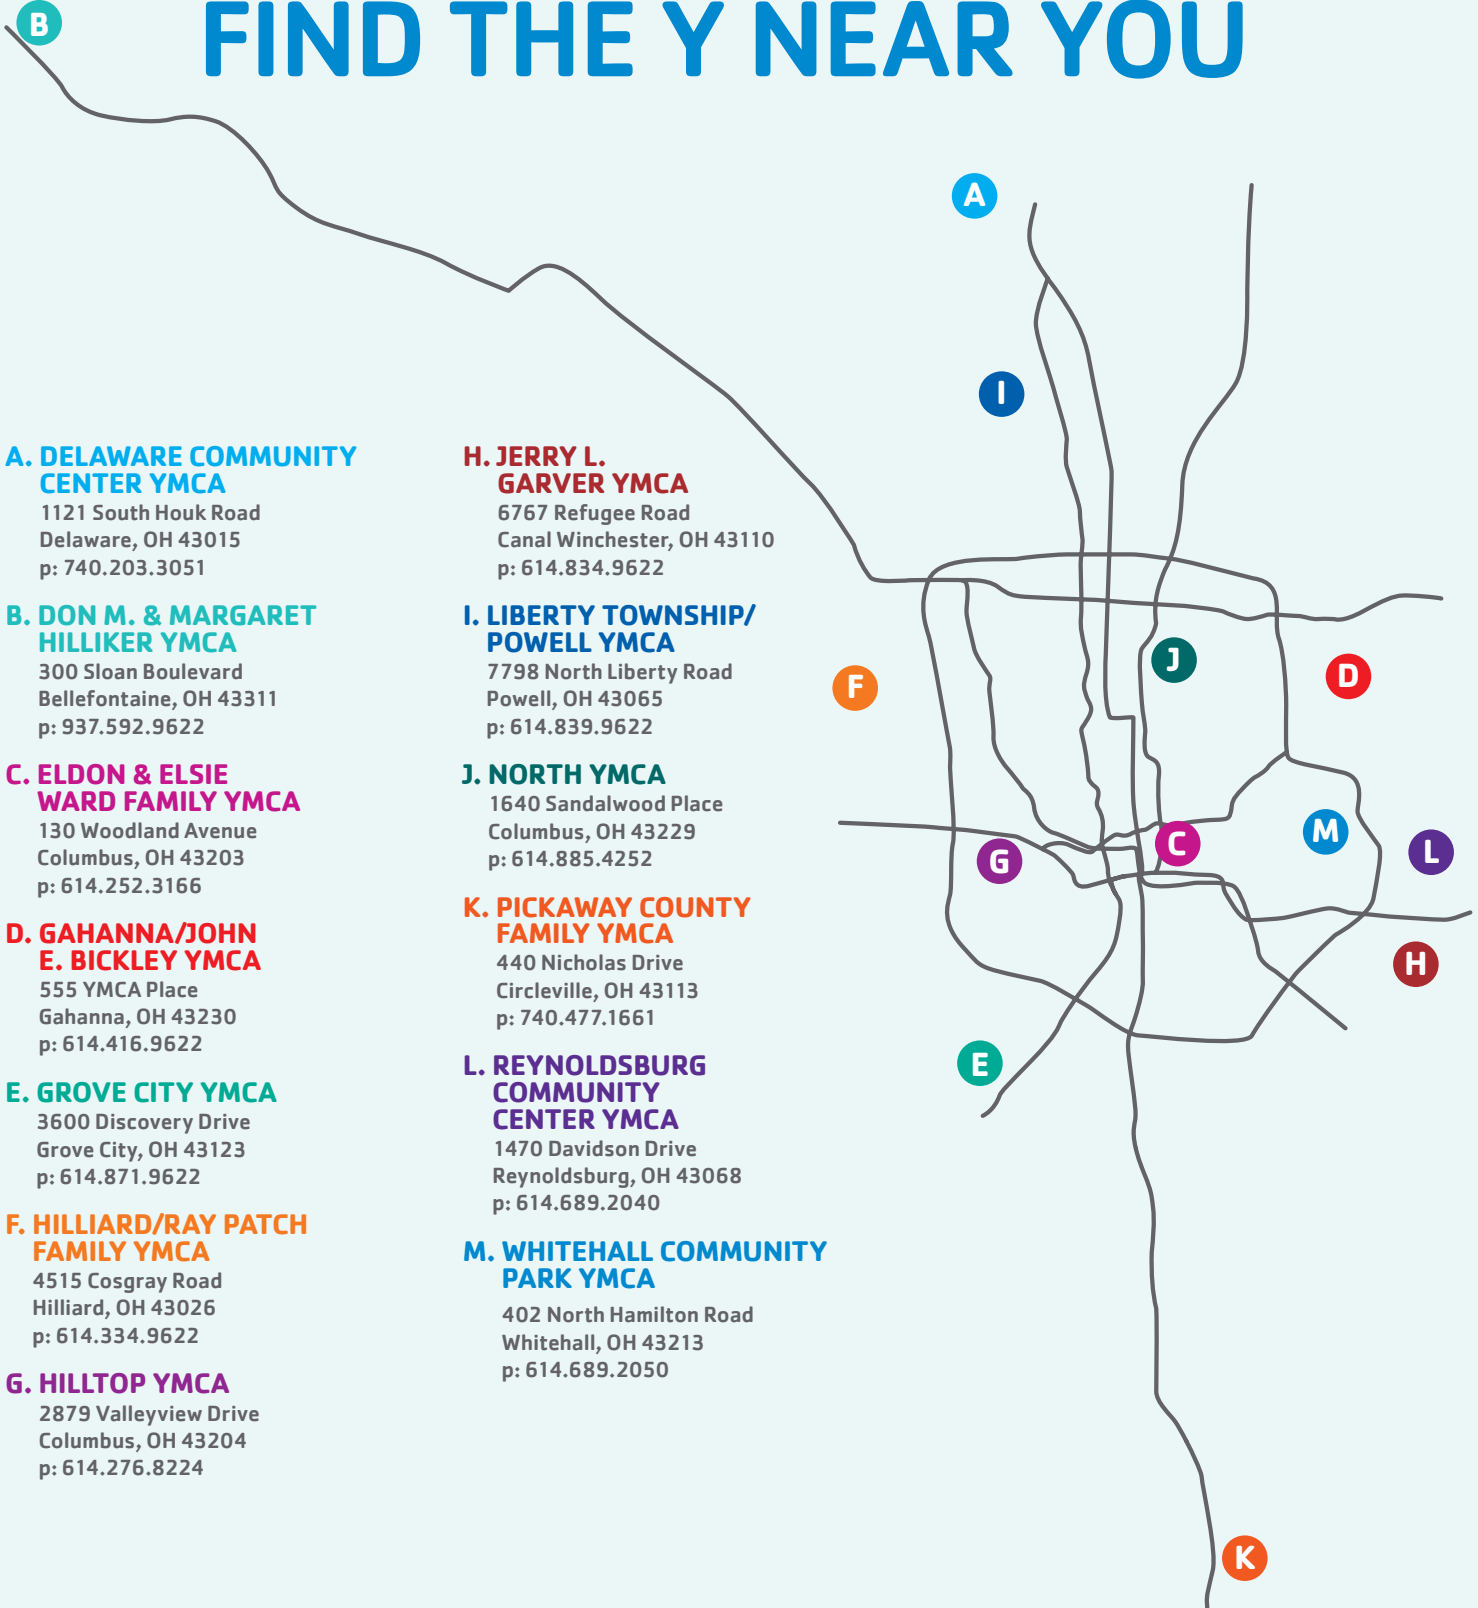 FIND THE Y NEAR YOU
A. DELAWARE COMMUNITY
CENTER YMCA
1121 South Houk Road
Delaware, OH 43015
p: 740.203.3051
B. DON M. & MARGARET
HILLIKER YMCA
300 Sloan Boulevard
Bellefontaine, OH 43311
p: 937.592.9622
C. ELDON & ELSIE
WARD FAMILY YMCA
130 Woodland Avenue
Columbus, OH 43203
p: 614.252.3166
D. GAHANNA/JOHN
E. BICKLEY YMCA
555 YMCA Place
Gahanna, OH 43230
p: 614.416.9622
E. GROVE CITY YMCA
3600 Discovery Drive
Grove City, OH 43123
p: 614.871.9622
F. HILLIARD/RAY PATCH
FAMILY YMCA
4515 Cosgray Road
Hilliard, OH 43026
p: 614.334.9622
G. HILLTOP YMCA
2879 Valleyview Drive
Columbus, OH 43204
p: 614.276.8224
H. JERRY L.
GARVER YMCA
6767 Refugee Road
Canal Winchester, OH 43110
p: 614.834.9622
I. LIBERTY TOWNSHIP/
POWELL YMCA
7798 North Liberty Road
Powell, OH 43065
p: 614.839.9622
J. NORTH YMCA
1640 Sandalwood Place
Columbus, OH 43229
p: 614.885.4252
K. PICKAWAY COUNTY
FAMILY YMCA
440 Nicholas Drive
Circleville, OH 43113
p: 740.477.1661
L. REYNOLDSBURG
COMMUNITY
CENTER YMCA
1470 Davidson Drive
Reynoldsburg, OH 43068
p: 614.689.2040
M. WHITEHALL COMMUNITY
PARK YMCA
402 North Hamilton Road
Whitehall, OH 43213
p: 614.689.2050
B
A
I
J
D
F
C
M
L
G
H
E
K